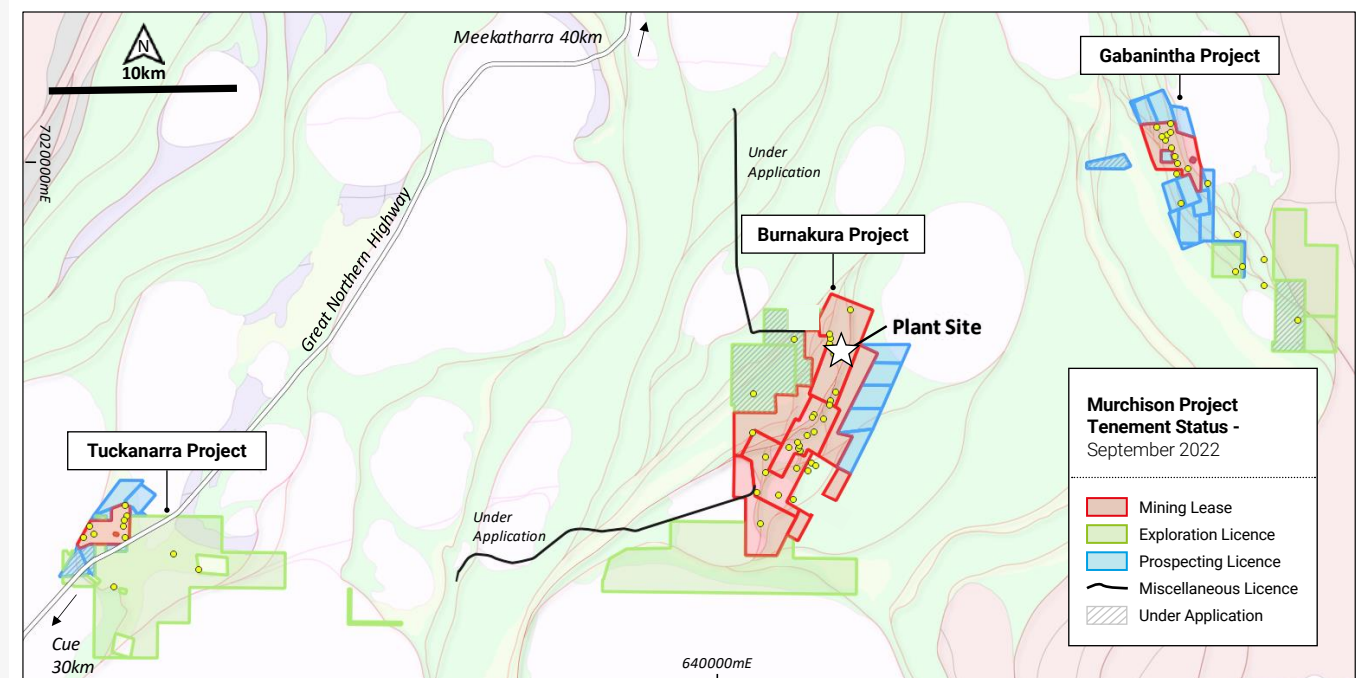 Meekatharra 40km
N
10km
Gabanintha Project
7020000mE
Under
Application
Great Northern Highway
Burnakura Project
Plant Site
Murchison Project
Tenement Status -
September 2022
Tuckanarra Project
Mining Lease
Exploration Licence
Prospecting Licence
Miscellaneous Licence
Under Application
Under
Application
Cue
30km
640000mE